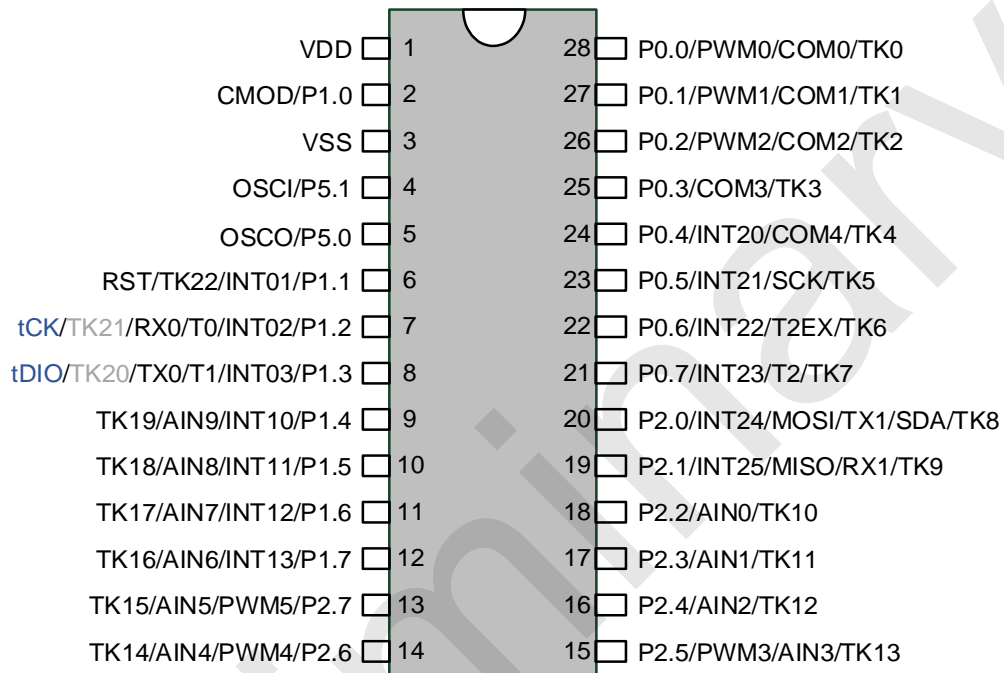 VDD 1 28 P0.0/PWM0/COM0/TK0
CMOD/P1.0 2 27 P0.1/PWM1/COM1/TK1
VSS 3 26 P0.2/PWM2/COM2/TK2
OSCI/P5.1 4 25 P0.3/COM3/TK3
OSCO/P5.0 5 24 P0.4/INT20/COM4/TK4
RST/TK22/INT01/P1.1 6 23 P0.5/INT21/SCK/TK5
tCK/TK21/RX0/T0/INT02/P1.2 7 22 P0.6/INT22/T2EX/TK6
tDIO/TK20/TX0/T1/INT03/P1.3 8 21 P0.7/INT23/T2/TK7
TK19/AIN9/INT10/P1.4 9 20 P2.0/INT24/MOSI/TX1/SDA/TK8
TK18/AIN8/INT11/P1.5 10 19 P2.1/INT25/MISO/RX1/TK9
TK17/AIN7/INT12/P1.6 11 18 P2.2/AIN0/TK10
TK16/AIN6/INT13/P1.7 12 17 P2.3/AIN1/TK11
TK15/AIN5/PWM5/P2.7 13 16 P2.4/AIN2/TK12
TK14/AIN4/PWM4/P2.6 14 15 P2.5/PWM3/AIN3/TK13